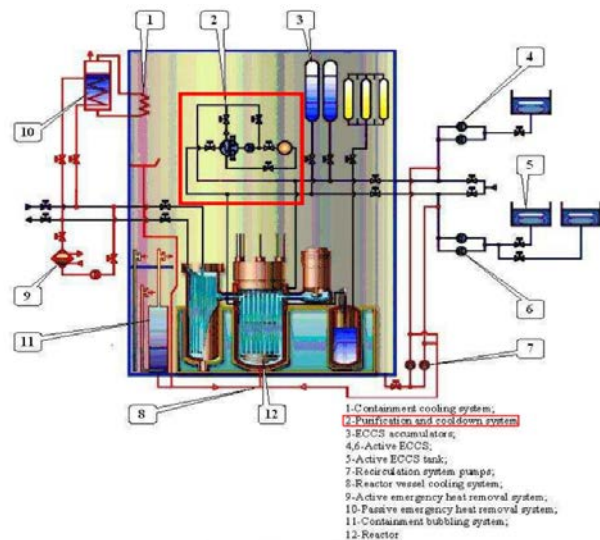 1
2
3
4
10
5
9
6
11
7
8
12
1-Containment cooling system;
2-Purification and cooldown system
3-ECCS accumulators;
4,6-Active ECCS;
5-Active ECCS tank;
7-Recirculation system pumps;
8-Reactor vessel cooling system;
9-Active emergency heat removal system;
10-Passive emergency heat removal system;
11-Containment bubbling system;
12-Reactor